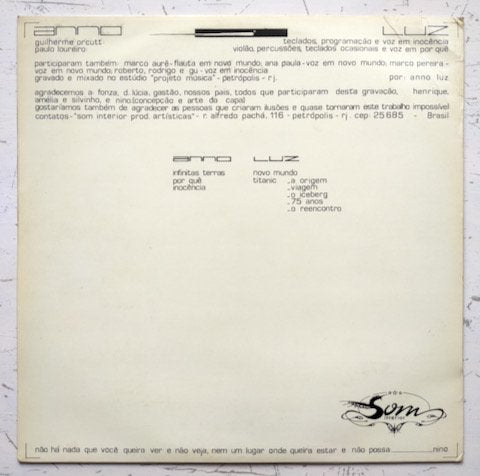 anno luz
guilherme orcutt: teclados, programação e voz em inocência
paulo loureiro: violão, percussões, teclados ocasionais e voz em por quê
participaram também: marco aurê-flauta em novo mundo, ana paula-voz em novo mundo, marco pereira-
voz em novo mundo, roberto, rodrigo e gu-voz em inocência
gravado e mixado no estúdio "projeto música"-petrópolis-rj. por: anno luz
agradecemos a: fonza, d. lúcia, gastão, nossos pais, todos que participaram desta gravação, henrique,
amélia e silvinho, e nino(concepção e arte da capa)
gostaríamos também de agradecer as pessoas que criaram ilusões e quase tornaram este trabalho impossível
contatos-"som interior prod. artísticas"- r. alfredo pachá, 116 - petrópolis - rj. cep 25685 - Brasil
anno luz
infinitas terras
por quê
inocência
novo mundo
titanic _a origem
_viagem
_o iceberg
_75 anos
_o reencontro
Som
interior
não há nada que você queira ver e não veja, nem um lugar onde queira estar e não possa ____nino